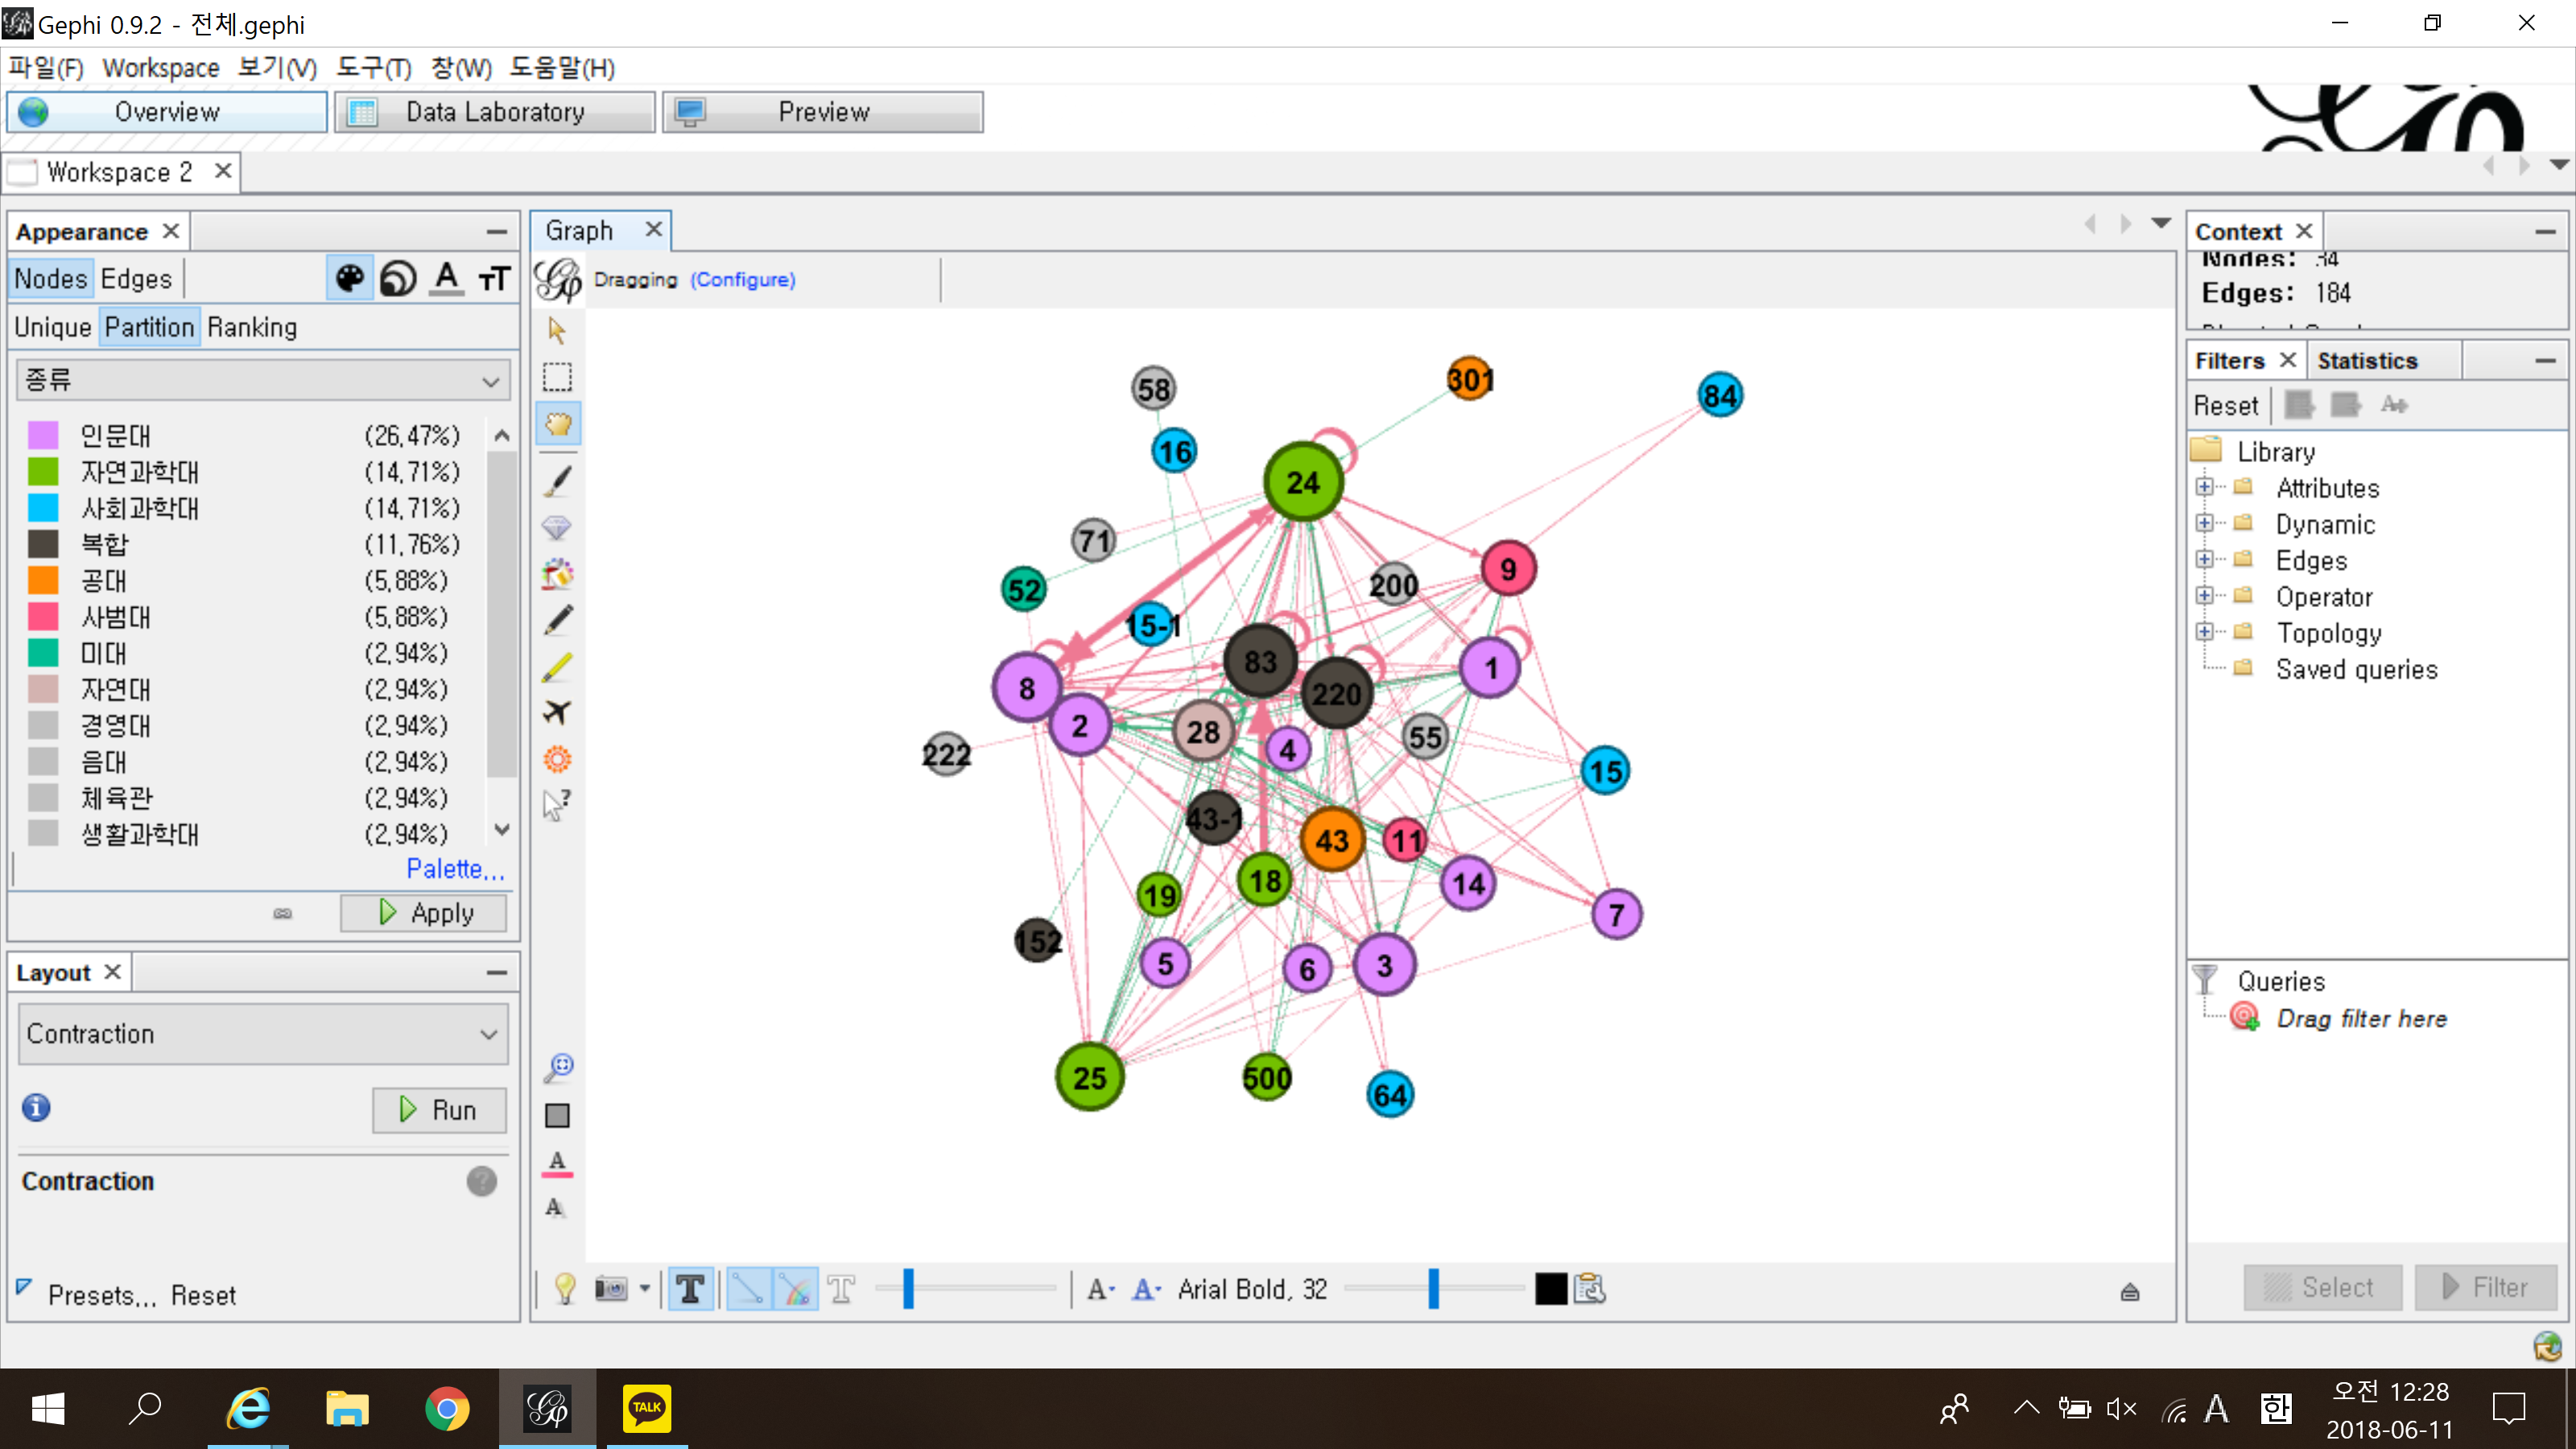 Gephi 0.9.2 - 전체.gephi
파일(F) Workspace 보기(V) 도구(T) 창(W) 도움말(H)
Overview Data Laboratory Preview
Workspace 2
Appearance
Nodes Edges
Unique Partition Ranking
종류
인문대 (26,47%)
자연과학대 (14,71%)
사회과학대 (14,71%)
복합 (11,76%)
공대 (5,88%)
사범대 (5,88%)
미대 (2,94%)
자연대 (2,94%)
경영대 (2,94%)
음대 (2,94%)
체육관 (2,94%)
생활과학대 (2,94%)
Palette...
Apply
Layout
Contraction
Run
Contraction
Presets... Reset
Graph
Dragging (Configure)
58
301
84
16
24
71
9
52
200
15-1
83
1
8
220
2
28
4
55
222
15
43-1
43
11
18
14
19
7
152
5
6
3
25
500
64
Arial Bold, 32
Context
Nodes: 34
Edges: 184
Filters Statistics
Reset
Library
Attributes
Dynamic
Edges
Operator
Topology
Saved queries
Queries
Drag filter here
Select Filter
TALK
A 한
오전 12:28
2018-06-11